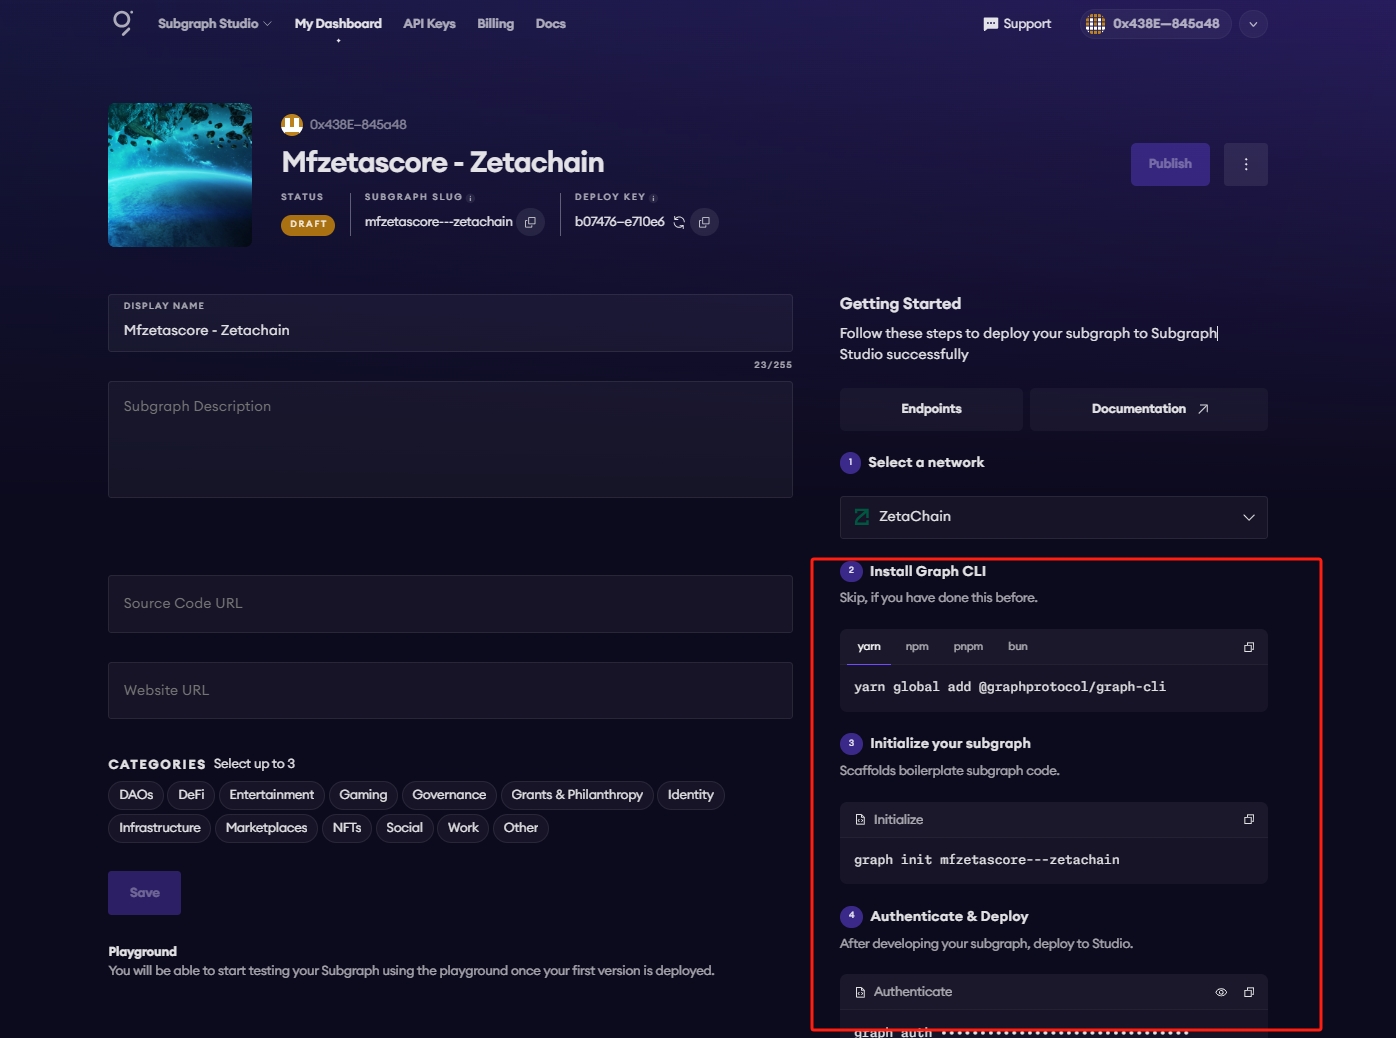 Subgraph Studio
My Dashboard
API Keys
Billing
Docs
Support
0x438E—845a48
0x438E—845a48
Mfzetascore - Zetachain
Publish
STATUS
DRAFT
SUBGRAPH SLUG
mfzetascore---zetachain
DEPLOY KEY
b07476—e710e6
DISPLAY NAME
Mfzetascore - Zetachain
23/255
Subgraph Description
Source Code URL
Website URL
CATEGORIES Select up to 3
DAOs DeFi Entertainment Gaming Governance Grants & Philanthropy Identity
Infrastructure Marketplaces NFTs Social Work Other
Save
Playground
You will be able to start testing your Subgraph using the playground once your first version is deployed.
Getting Started
Follow these steps to deploy your subgraph to Subgraph
Studio successfully
Endpoints
Documentation
1 Select a network
ZetaChain
2 Install Graph CLI
Skip, if you have done this before.
yarn npm pnpm bun
yarn global add @graphprotocol/graph-cli
3 Initialize your subgraph
Scaffolds boilerplate subgraph code.
Initialize
graph init mfzetascore---zetachain
4 Authenticate & Deploy
After developing your subgraph, deploy to Studio.
Authenticate
graph auth ••••••••••••••••••••••••••••••••